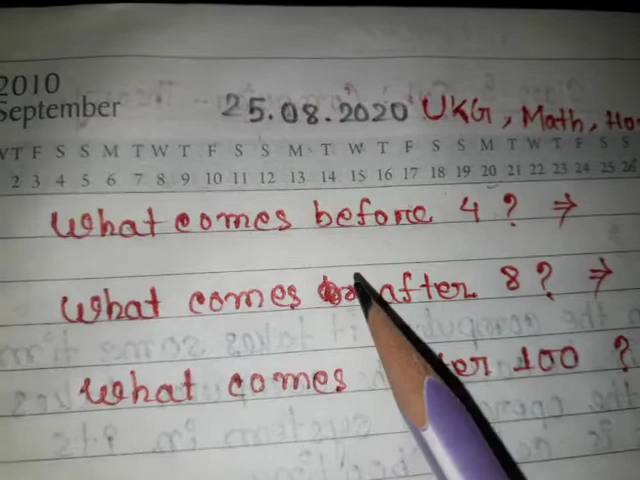 2010
September 25.08.2020 UKG, Math,
W T F S S M T W T F S S M T W T F S S M T W T F S S
2 3 4 5 6 7 8 9 10 11 12 13 14 15 16 17 18 19 20 21 22 23 24 25 26
What comes before 4? ⇒
What comes after 8? ⇒
What comes 100?